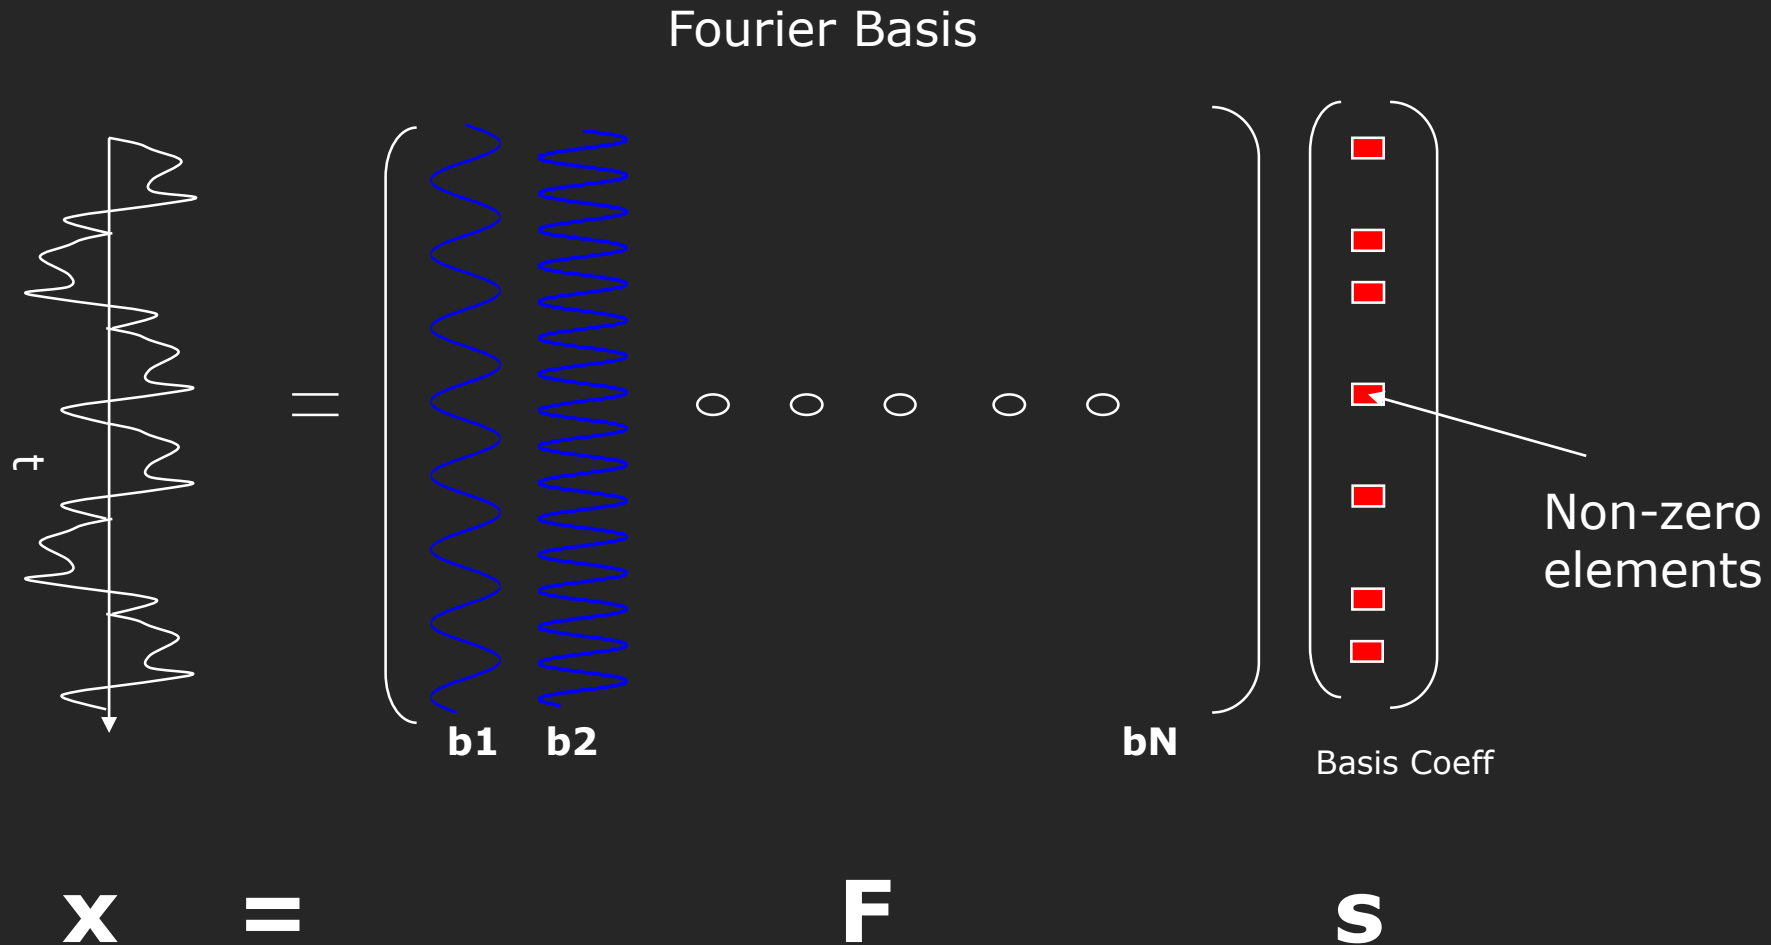 Fourier Basis
t
=
b1 b2 bN
Non-zero
elements
Basis Coeff
x = F s